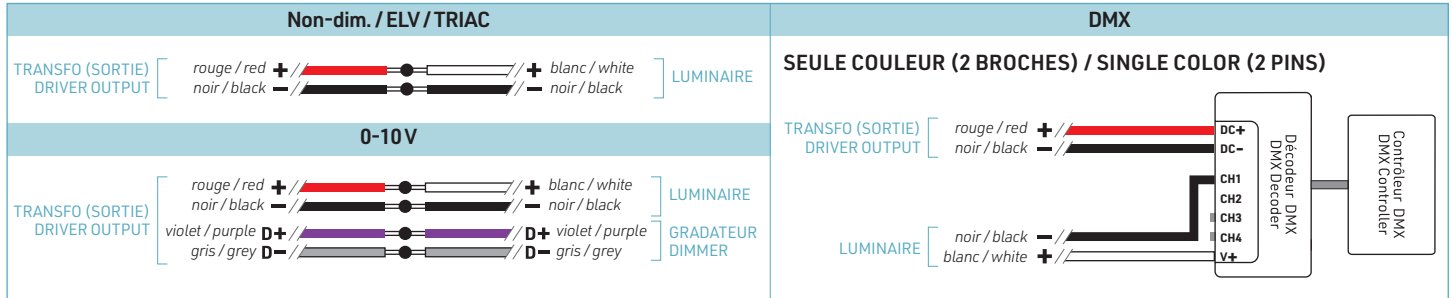 Non-dim. / ELV / TRIAC
TRANSFO (SORTIE)
DRIVER OUTPUT
rouge / red + + blanc / white
noir / black − − noir / black
LUMINAIRE
0-10 V
TRANSFO (SORTIE)
DRIVER OUTPUT
rouge / red + + blanc / white
noir / black − − noir / black
LUMINAIRE
violet / purple D+ D+ violet / purple
gris / grey D− D− gris / grey
GRADATEUR
DIMMER
DMX
SEULE COULEUR (2 BROCHES) / SINGLE COLOR (2 PINS)
TRANSFO (SORTIE)
DRIVER OUTPUT
rouge / red +
noir / black −
LUMINAIRE
noir / black −
blanc / white +
DC+
DC−
CH1
CH2
CH3
CH4
V+
Décodeur DMX
DMX Decoder
Contrôleur DMX
DMX Controller